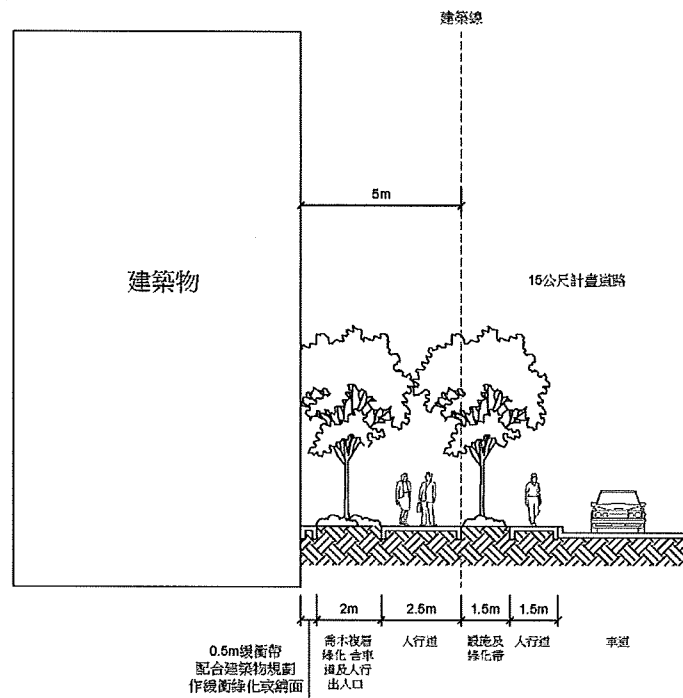 建築線
5m
建築物
15公尺計畫道路
2m
2.5m
1.5m
1.5m
0.5m緩衝帶
配合建築物規劃
作緩衝綠化或鋪面
喬木複層
綠化 含車
道及人行
出入口
人行道
設施及
綠化帶
人行道
車道